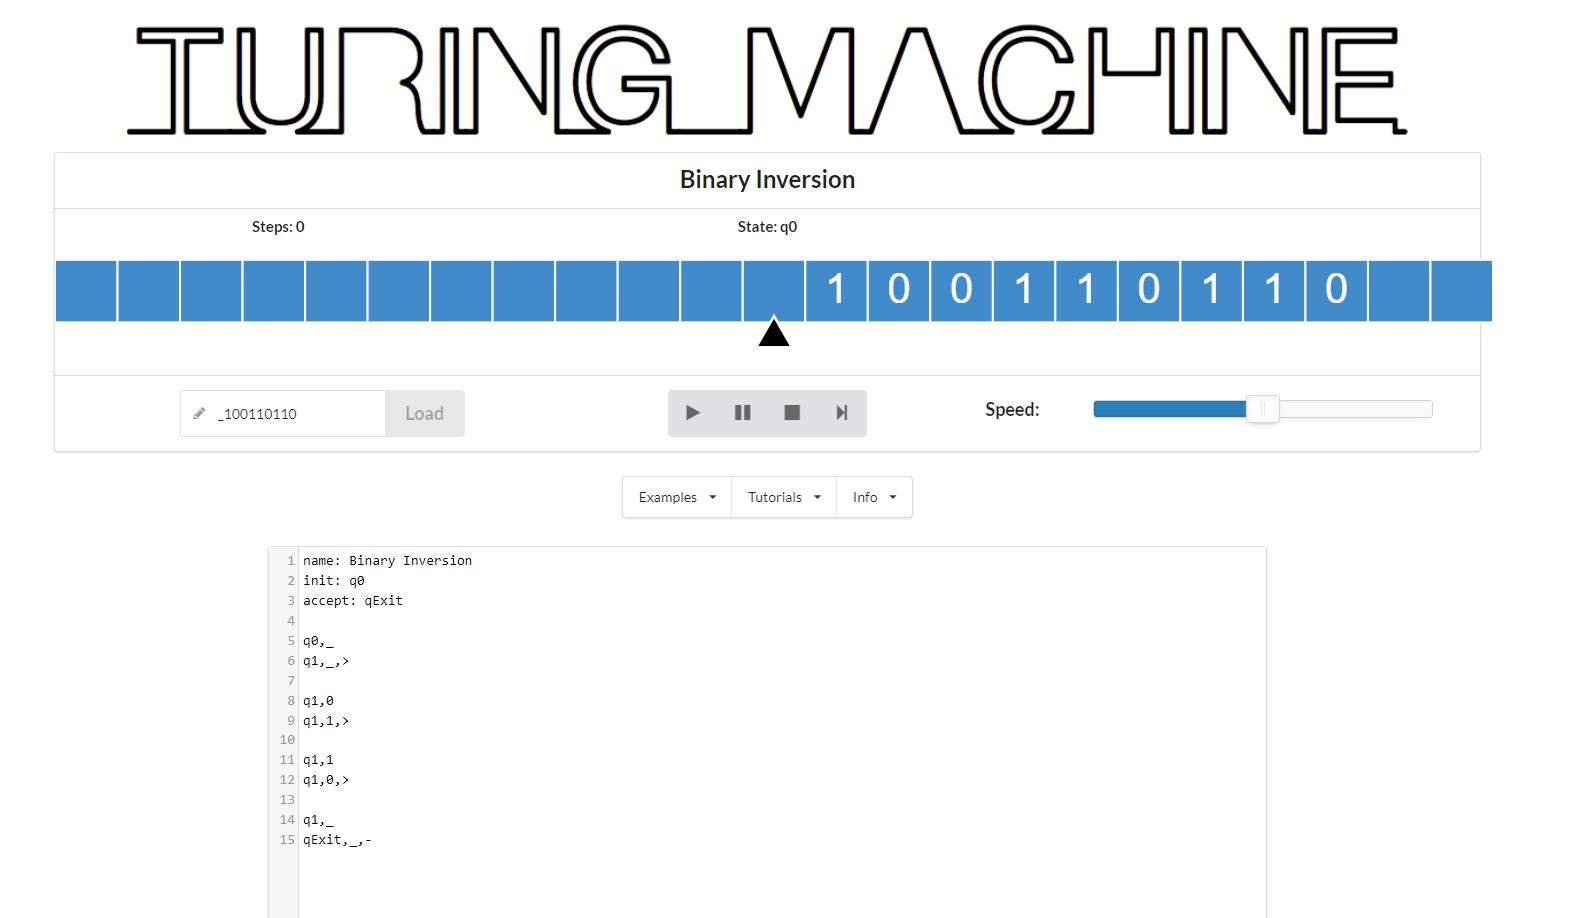 TURING MACHINE
Binary Inversion
Steps: 0 State: q0
1 0 0 1 1 0 1 1 0
_100110110 Load Speed:
Examples Tutorials Info
1 name: Binary Inversion
2 init: q0
3 accept: qExit
4
5 q0,_
6 q1,_,>
7
8 q1,0
9 q1,1,>
10
11 q1,1
12 q1,0,>
13
14 q1,_
15 qExit,_,-